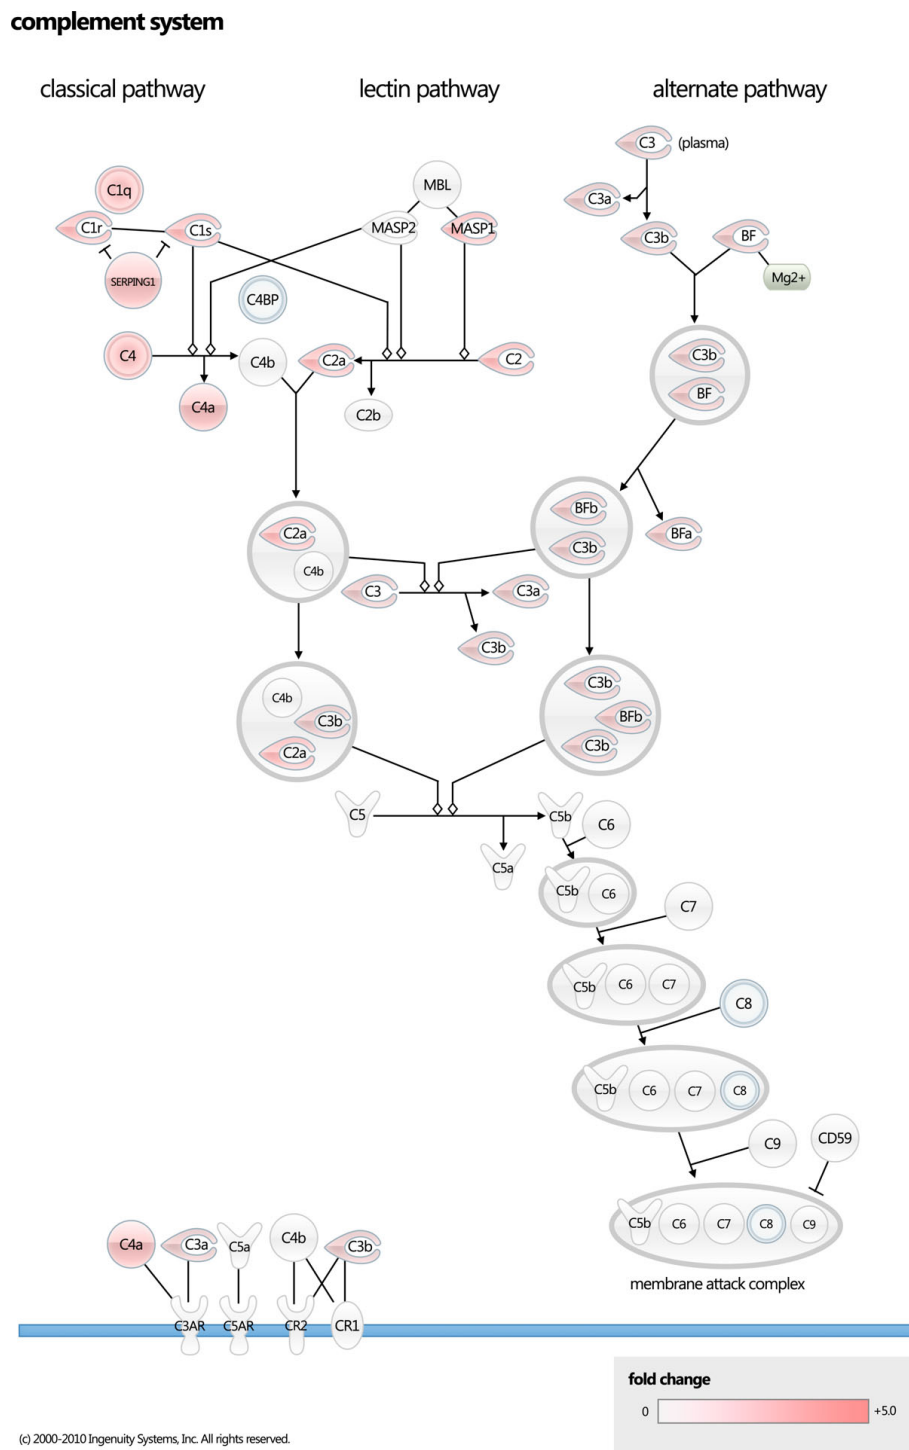 complement system
classical pathway
lectin pathway
alternate pathway
C3 (plasma)
C1q
MBL
C3a
C1r
C1s
MASP2
MASP1
C3b
BF
SERPING1
Mg2+
C4BP
C4
C4b
C2a
C2
C3b
BF
C4a
C2b
BFb
C2a
C3b
BFa
C4b
C3
C3a
C3b
C4b
C3b
C3b
BFb
C2a
C3b
C5
C5b
C6
C5a
C5b
C6
C7
C5b
C6
C7
C8
C5b
C6
C7
C8
C9
CD59
C5b
C6
C7
C8
C9
membrane attack complex
C4a
C3a
C5a
C4b
C3b
C3AR
C5AR
CR2
CR1
fold change
0
+5.0
(c) 2000-2010 Ingenuity Systems, Inc. All rights reserved.